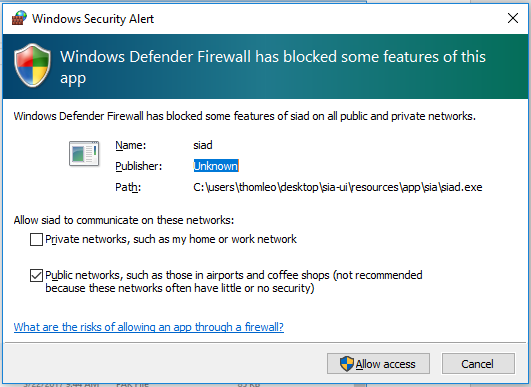 Windows Security Alert
Windows Defender Firewall has blocked some features of this
app
Windows Defender Firewall has blocked some features of siad on all public and private networks.
Name: siad
Publisher: Unknown
Path: C:\users\thomleo\desktop\sia-ui\resources\app\sia\siad.exe
Allow siad to communicate on these networks:
Private networks, such as my home or work network
Public networks, such as those in airports and coffee shops (not recommended
because these networks often have little or no security)
What are the risks of allowing an app through a firewall?
Allow access
Cancel